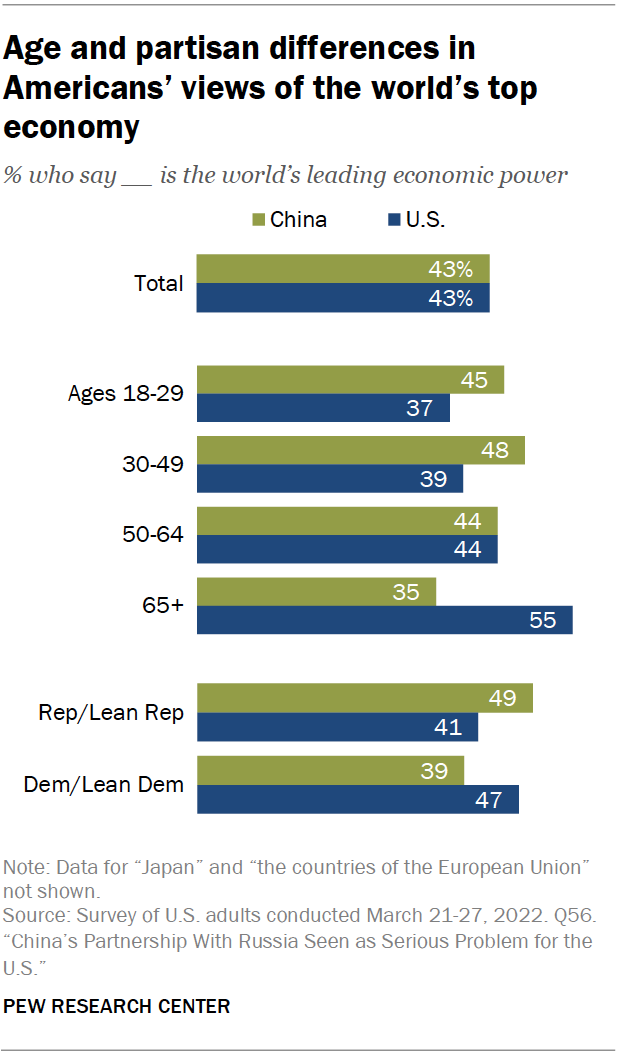 Age and partisan differences in
Americans’ views of the world’s top
economy
% who say __ is the world’s leading economic power
China U.S.
Total 43% 43%
Ages 18-29 45 37
30-49 48 39
50-64 44 44
65+ 35 55
Rep/Lean Rep 49 41
Dem/Lean Dem 39 47
Note: Data for “Japan” and “the countries of the European Union”
not shown.
Source: Survey of U.S. adults conducted March 21-27, 2022. Q56.
“China’s Partnership With Russia Seen as Serious Problem for the
U.S.”
PEW RESEARCH CENTER